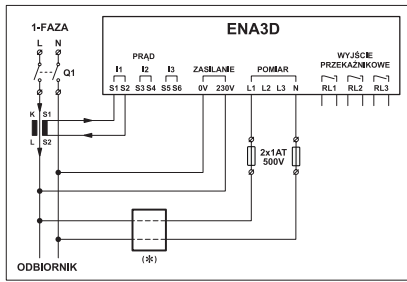 1-FAZA
L N
Q1
K S1
L S2
ODBIORNIK
ENA3D
PRĄD
I1 I2 I3
S1 S2 S3 S4 S5 S6
ZASILANIE
0V 230V
POMIAR
L1 L2 L3 N
WYJŚCIE
PRZEKAŹNIKOWE
RL1 RL2 RL3
2x1AT
500V
(*)